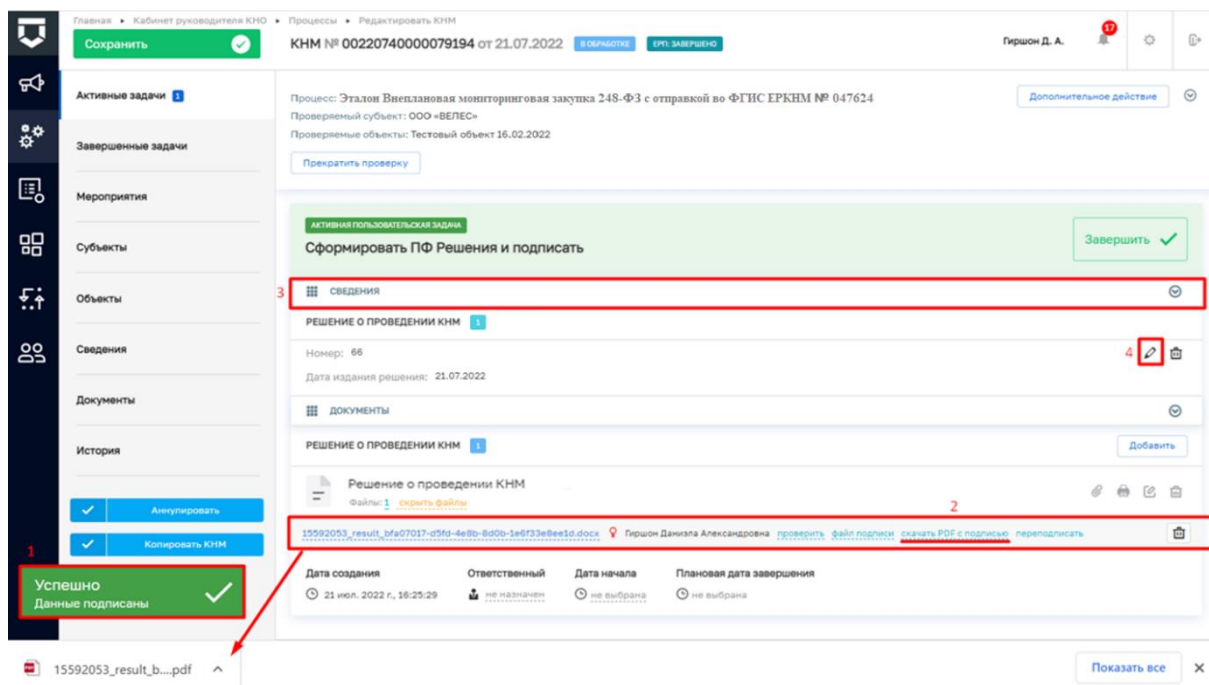 Главная ▸ Кабинет руководителя КНО ▸ Процессы ▸ Редактировать КНМ
Сохранить
КНМ № 00220740000079194 от 21.07.2022 В ОБРАБОТКЕ ЕРП: ЗАВЕРШЕНО
Гиршон Д. А.
17
Активные задачи 1
Завершенные задачи
Мероприятия
Субъекты
Объекты
Сведения
Документы
История
Аннулировать
Копировать КНМ
1
Успешно
Данные подписаны
Процесс: Эталон Внеплановая мониторинговая закупка 248-ФЗ с отправкой во ФГИС ЕРКНМ № 047624
Дополнительное действие
Проверяемый субъект: ООО «ВЕЛЕС»
Проверяемые объекты: Тестовый объект 16.02.2022
Прекратить проверку
АКТИВНАЯ ПОЛЬЗОВАТЕЛЬСКАЯ ЗАДАЧА
Сформировать ПФ Решения и подписать
Завершить
3 СВЕДЕНИЯ
РЕШЕНИЕ О ПРОВЕДЕНИИ КНМ 1
Номер: 66
4
Дата издания решения: 21.07.2022
ДОКУМЕНТЫ
РЕШЕНИЕ О ПРОВЕДЕНИИ КНМ 1
Добавить
Решение о проведении КНМ
Файлы: 1 скрыть файлы
2
15592053_result_bfa07017-d5fd-4e8b-8d0b-1e6f33e8ee1d.docx Гиршон Даниэла Александровна проверить файл подписи скачать PDF с подписью переподписать
Дата создания Ответственный Дата начала Плановая дата завершения
21 июл. 2022 г., 16:25:29 не назначен не выбрана не выбрана
15592053_result_b....pdf
Показать все